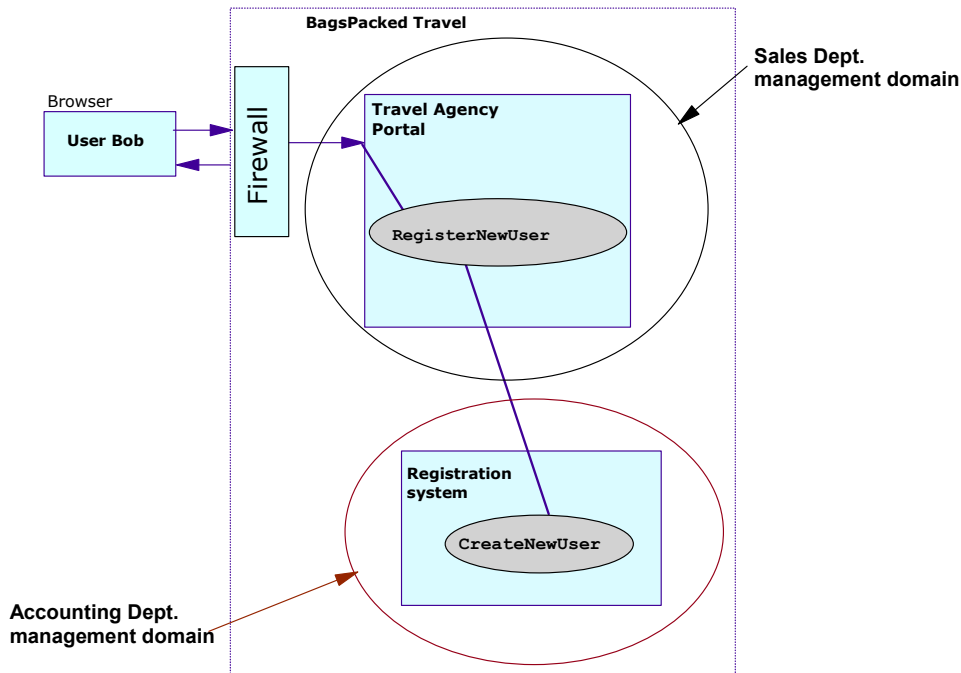 BagsPacked Travel
Sales Dept.
management domain
Browser
User Bob
Firewall
Travel Agency
Portal
RegisterNewUser
Registration
system
CreateNewUser
Accounting Dept.
management domain